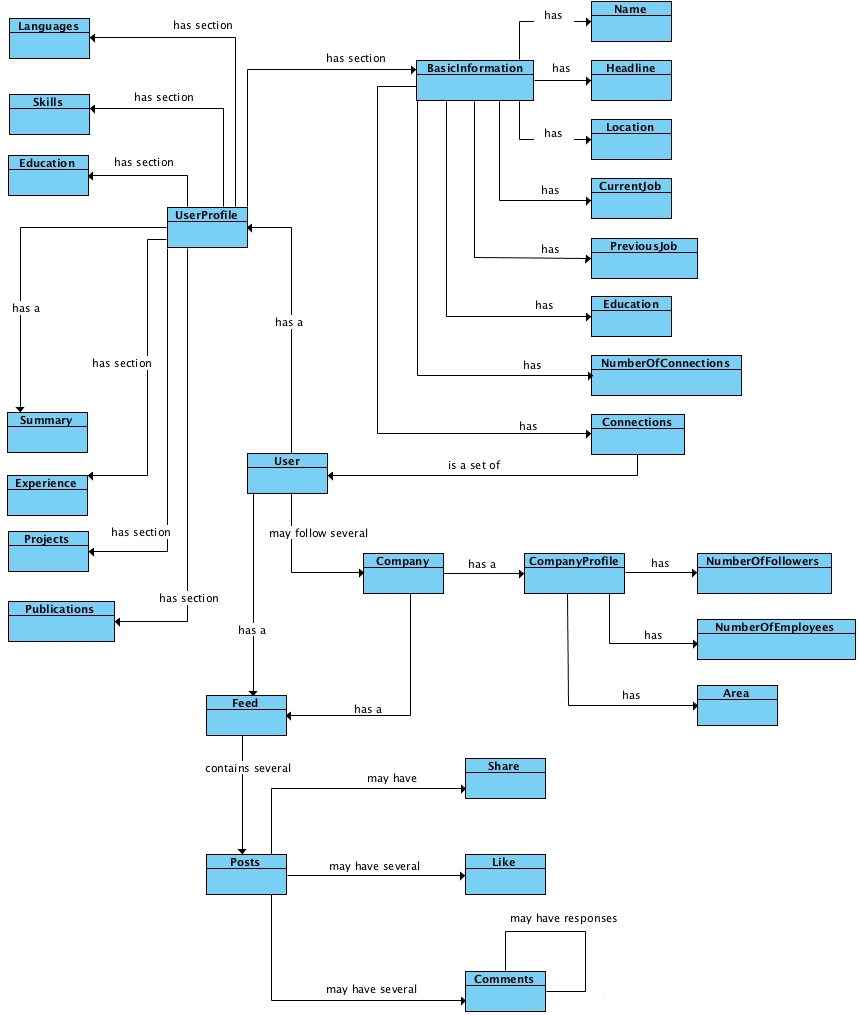 Name
has
Languages
has section
has section
BasicInformation
has
Headline
Skills
has section
Location
has
Education
has section
CurrentJob
has
UserProfile
PreviousJob
has
has a
Education
has
has a
has section
NumberOfConnections
has
Summary
Connections
has
User
is a set of
Experience
Projects
has section
may follow several
Company
has a
CompanyProfile
has
NumberOfFollowers
Publications
has section
has a
NumberOfEmployees
has
Feed
has a
has
Area
contains several
Share
may have
Posts
may have several
Like
may have responses
Comments
may have several